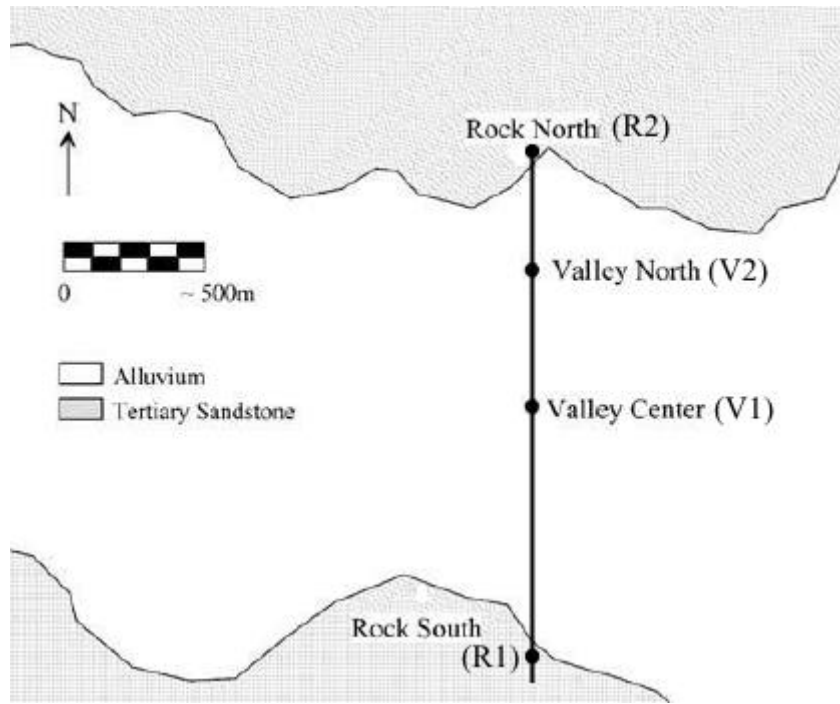 N
Rock North (R2)
Valley North (V2)
0 ~ 500m
Alluvium
Tertiary Sandstone
Valley Center (V1)
Rock South
(R1)